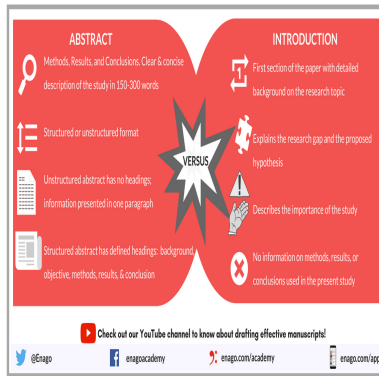 ABSTRACT
Methods, Results, and Conclusions. Clear & concise
description of the study in 150-300 words
Structured or unstructured format
Unstructured abstract has no headings;
information presented in one paragraph
Structured abstract has defined headings: background,
objective, methods, results, & conclusion
VERSUS
INTRODUCTION
First section of the paper with detailed
background on the research topic
Explains the research gap and the proposed
hypothesis
Describes the importance of the study
No information on methods, results, or
conclusions used in the present study
Check out our YouTube channel to know about drafting effective manuscripts!
@Enago
enagoacademy
enago.com/academy
enago.com/app